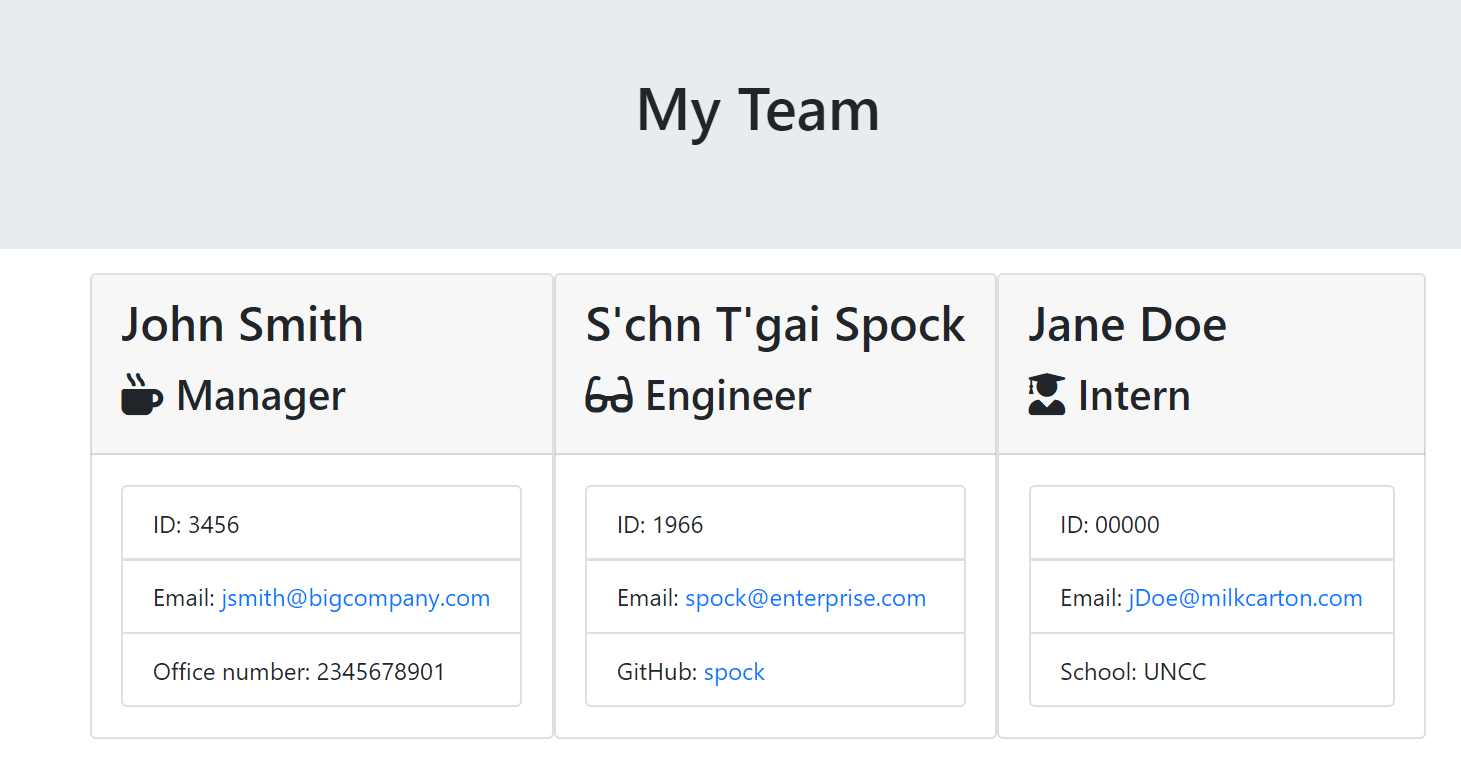 My Team
John Smith
Manager
ID: 3456
Email: jsmith@bigcompany.com
Office number: 2345678901
S'chn T'gai Spock
Engineer
ID: 1966
Email: spock@enterprise.com
GitHub: spock
Jane Doe
Intern
ID: 00000
Email: jDoe@milkcarton.com
School: UNCC